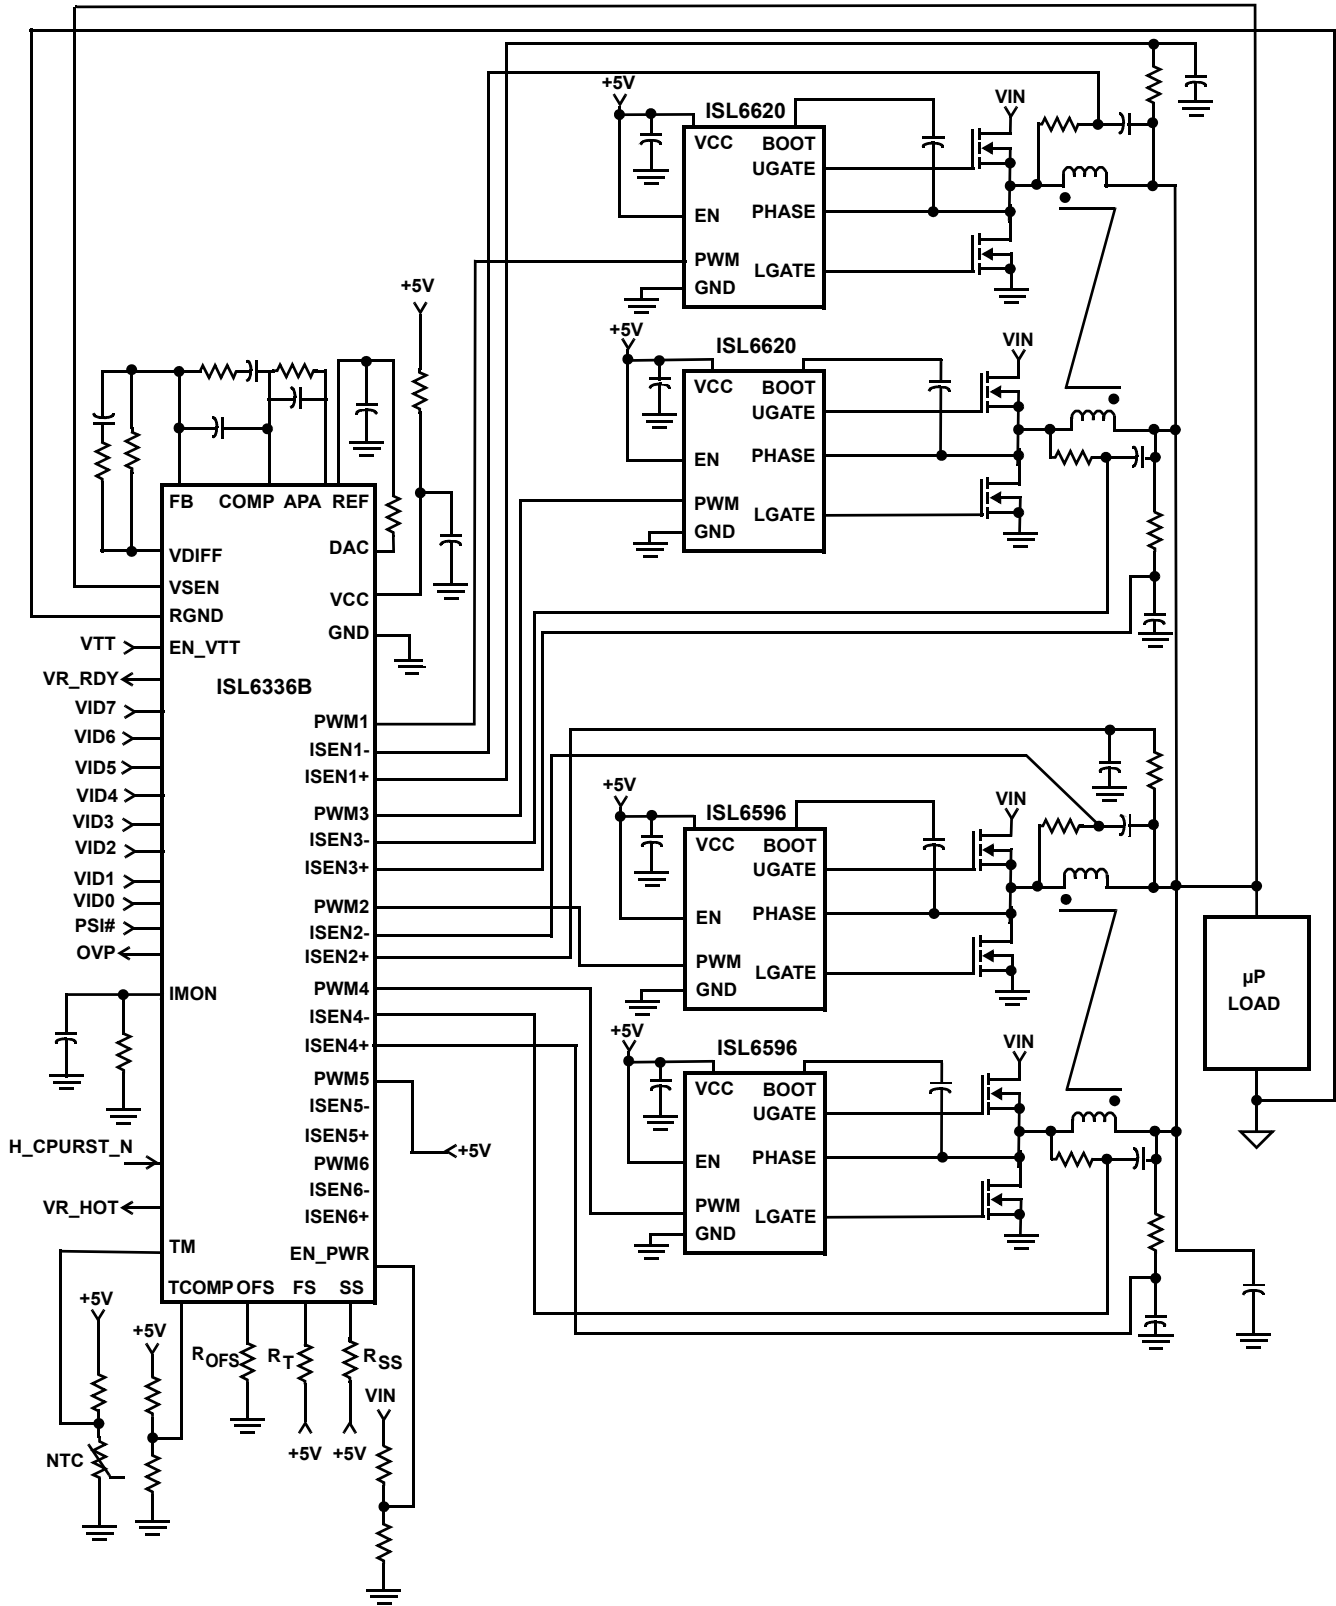 +5V
ISL6620
VIN
VCC
BOOT
UGATE
EN
PHASE
PWM
LGATE
GND
+5V
+5V
ISL6620
VIN
VCC
BOOT
UGATE
EN
PHASE
PWM
LGATE
GND
FB
COMP
APA
REF
VDIFF
DAC
VSEN
VCC
RGND
GND
VTT
EN_VTT
VR_RDY
ISL6336B
VID7
PWM1
VID6
ISEN1-
VID5
ISEN1+
VID4
PWM3
VID3
ISEN3-
VID2
ISEN3+
VID1
VID0
PWM2
PSI#
ISEN2-
OVP
ISEN2+
IMON
PWM4
ISEN4-
ISEN4+
PWM5
ISEN5-
ISEN5+
+5V
H_CPURST_N
PWM6
ISEN6-
VR_HOT
ISEN6+
TM
EN_PWR
TCOMP
OFS
FS
SS
+5V
ISL6596
VIN
VCC
BOOT
UGATE
EN
PHASE
PWM
LGATE
GND
µP
LOAD
+5V
ISL6596
VIN
VCC
BOOT
UGATE
EN
PHASE
PWM
LGATE
GND
+5V
+5V
ROFS
RT
RSS
VIN
NTC
+5V
+5V